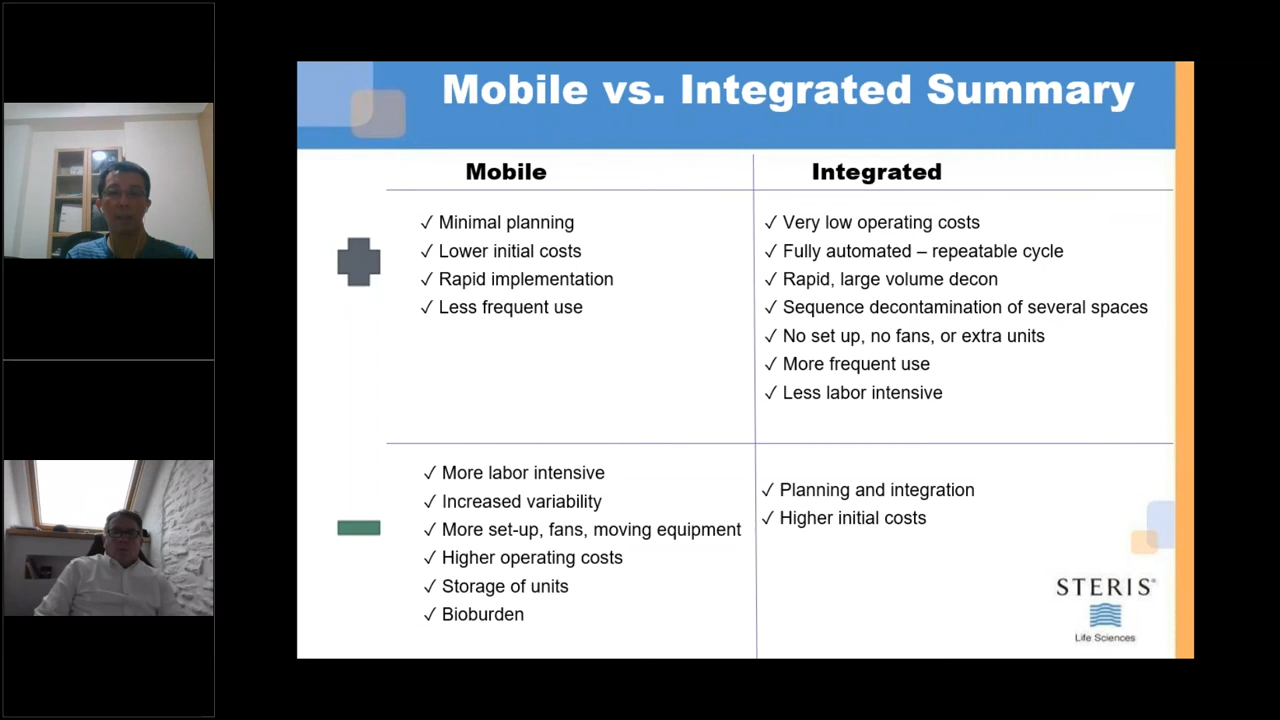 Mobile vs. Integrated Summary
Mobile
Integrated
✓ Minimal planning
✓ Lower initial costs
✓ Rapid implementation
✓ Less frequent use
✓ Very low operating costs
✓ Fully automated – repeatable cycle
✓ Rapid, large volume decon
✓ Sequence decontamination of several spaces
✓ No set up, no fans, or extra units
✓ More frequent use
✓ Less labor intensive
✓ More labor intensive
✓ Increased variability
✓ More set-up, fans, moving equipment
✓ Higher operating costs
✓ Storage of units
✓ Bioburden
✓ Planning and integration
✓ Higher initial costs
STERIS®
Life Sciences